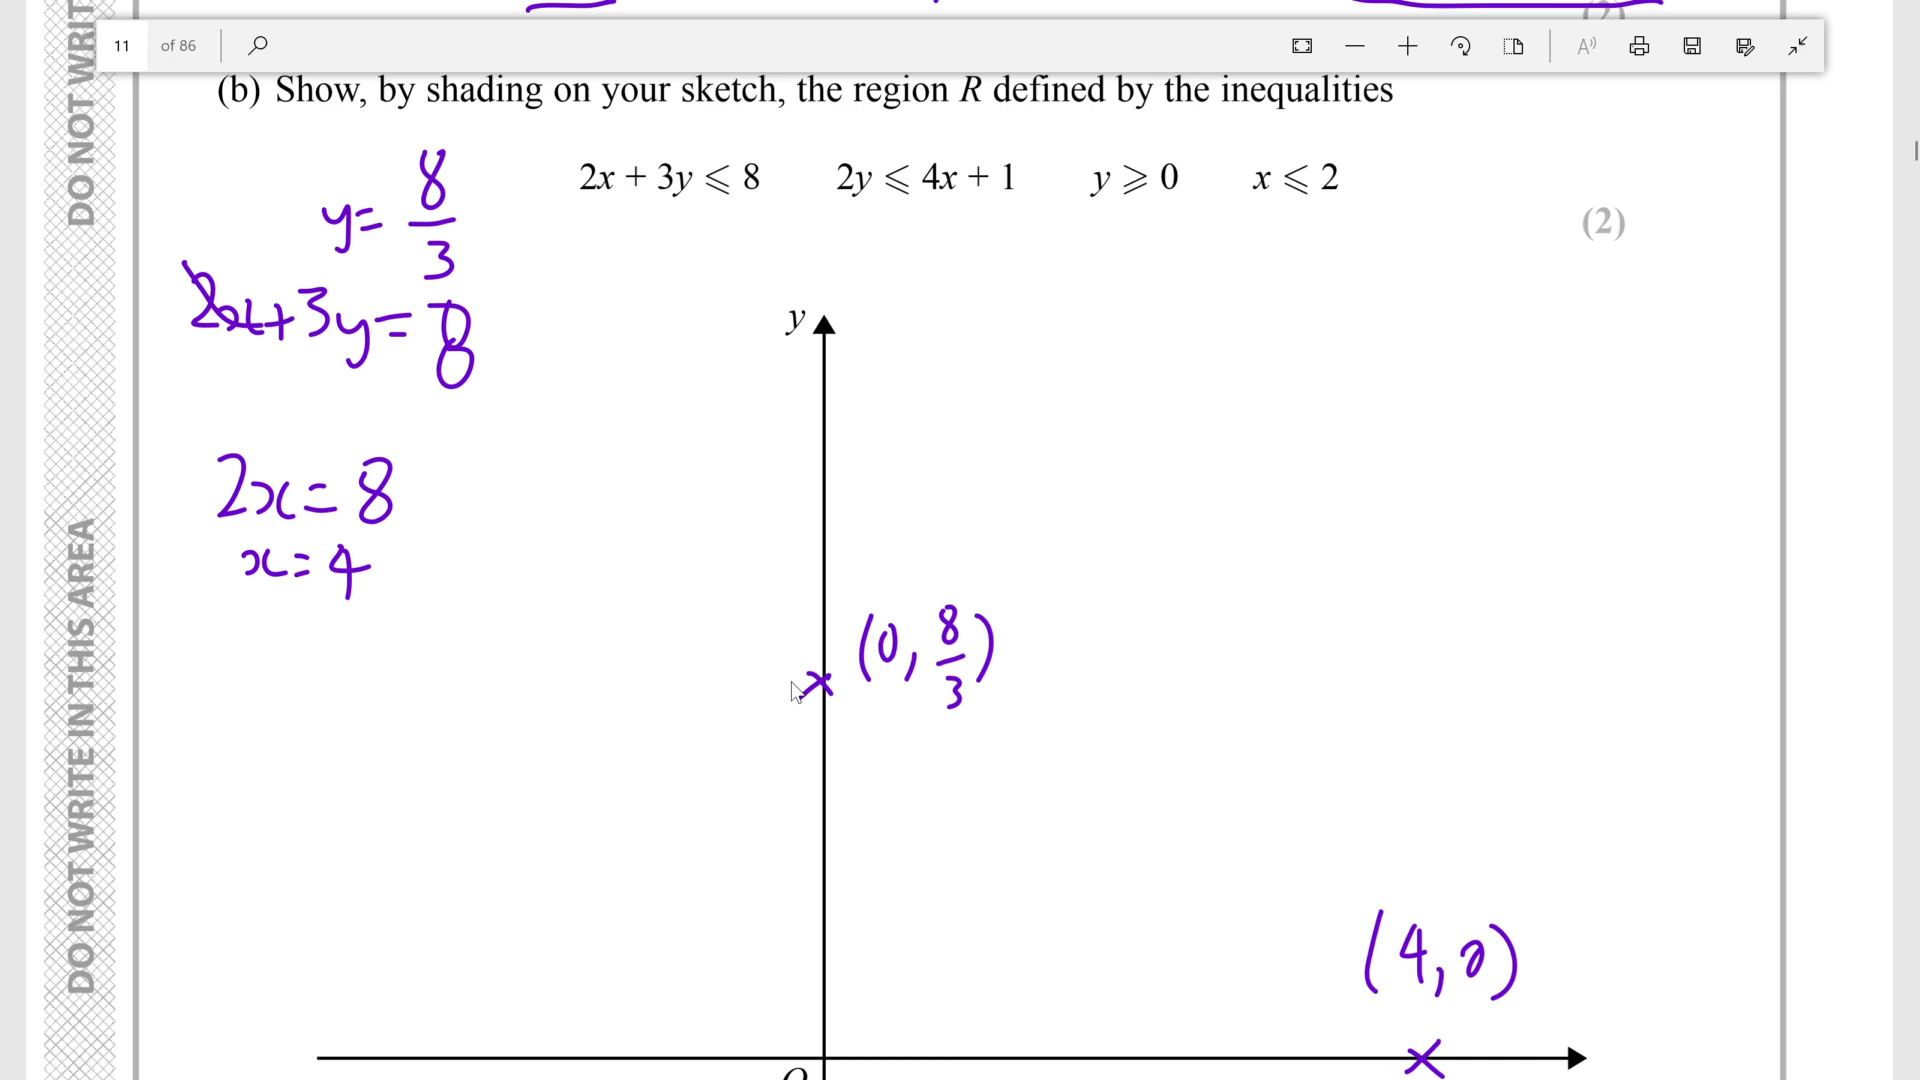 (2)
11 of 86
(b) Show, by shading on your sketch, the region R defined by the inequalities
2x + 3y ⩽ 8 2y ⩽ 4x + 1 y ⩾ 0 x ⩽ 2
(2)
y = 8/3
2x + 3y = 8
2x = 8
x = 4
y
(0, 8/3)
(4, 0)
O
DO NOT WRIT
DO NOT WRITE IN THIS AREA